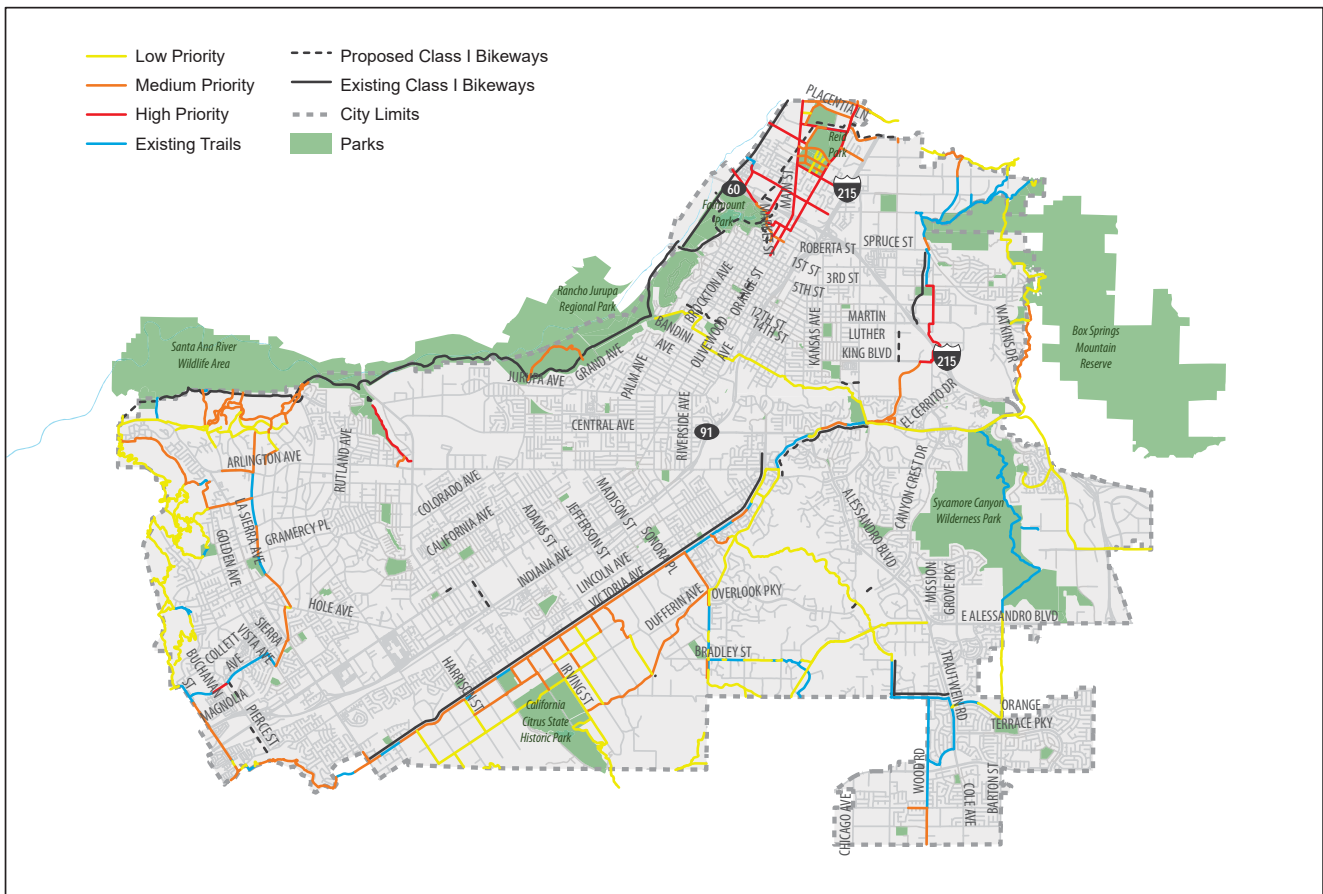 Low Priority
Medium Priority
High Priority
Existing Trails
Proposed Class I Bikeways
Existing Class I Bikeways
City Limits
Parks
PLACENTIA LN
Reid
Park
215
60
Fairmount
Park
MAIN ST
MARKET ST
ROBERTA ST
SPRUCE ST
1ST ST
3RD ST
5TH ST
BROCKTON AVE
ORANGE ST
12TH ST
14TH ST
Rancho Jurupa
Regional Park
BANDINI
AVE
OLIVEWOOD
AVE
KANSAS AVE
MARTIN
LUTHER
KING BLVD
215
WATKINS DR
Box Springs
Mountain
Reserve
Santa Ana River
Wildlife Area
JURUPA AVE
GRAND AVE
PALM AVE
EL CERRITO DR
CENTRAL AVE
RIVERSIDE AVE
91
ARLINGTON AVE
RUTLAND AVE
COLORADO AVE
CALIFORNIA AVE
MADISON ST
JEFFERSON ST
ADAMS ST
SONORA PL
INDIANA AVE
LINCOLN AVE
VICTORIA AVE
CANYON CREST DR
ALESSANDRO BLVD
Sycamore Canyon
Wilderness Park
LA SIERRA AVE
GOLDEN AVE
GRAMERCY PL
HOLE AVE
DUFFERIN AVE
OVERLOOK PKY
MISSION
GROVE PKY
E ALESSANDRO BLVD
SIERRA
VISTA AVE
COLLETT
AVE
BUCHANAN
ST
MAGNOLIA
PIERCE ST
HARRISON ST
IRVING ST
BRADLEY ST
California
Citrus State
Historic Park
TRAUTWEIN RD
ORANGE
TERRACE PKY
WOOD RD
CHICAGO AVE
COLE AVE
BARTON ST